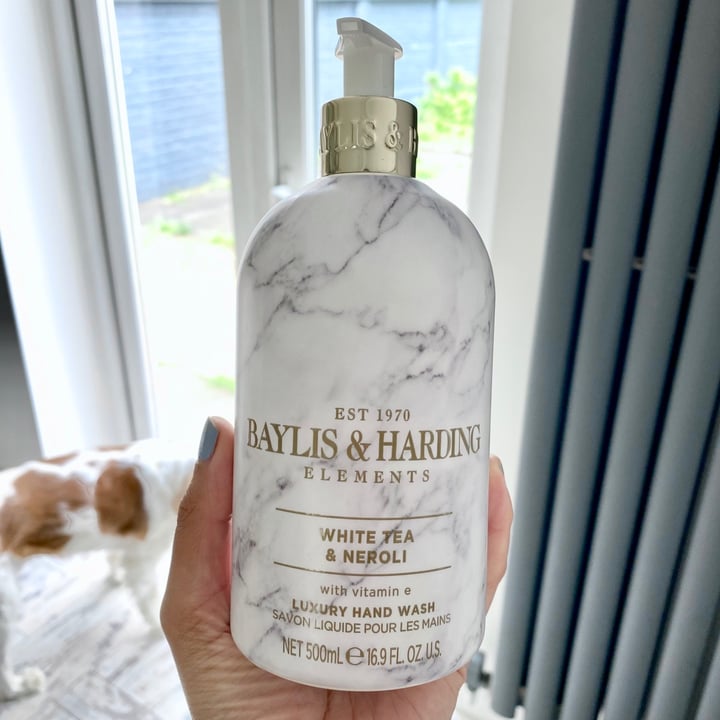 YLIS & H
EST 1970
BAYLIS & HARDING
ELEMENTS
WHITE TEA
& NEROLI
with vitamin e
LUXURY HAND WASH
SAVON LIQUIDE POUR LES MAINS
NET 500mL ℮ 16.9 FL. OZ. U.S.